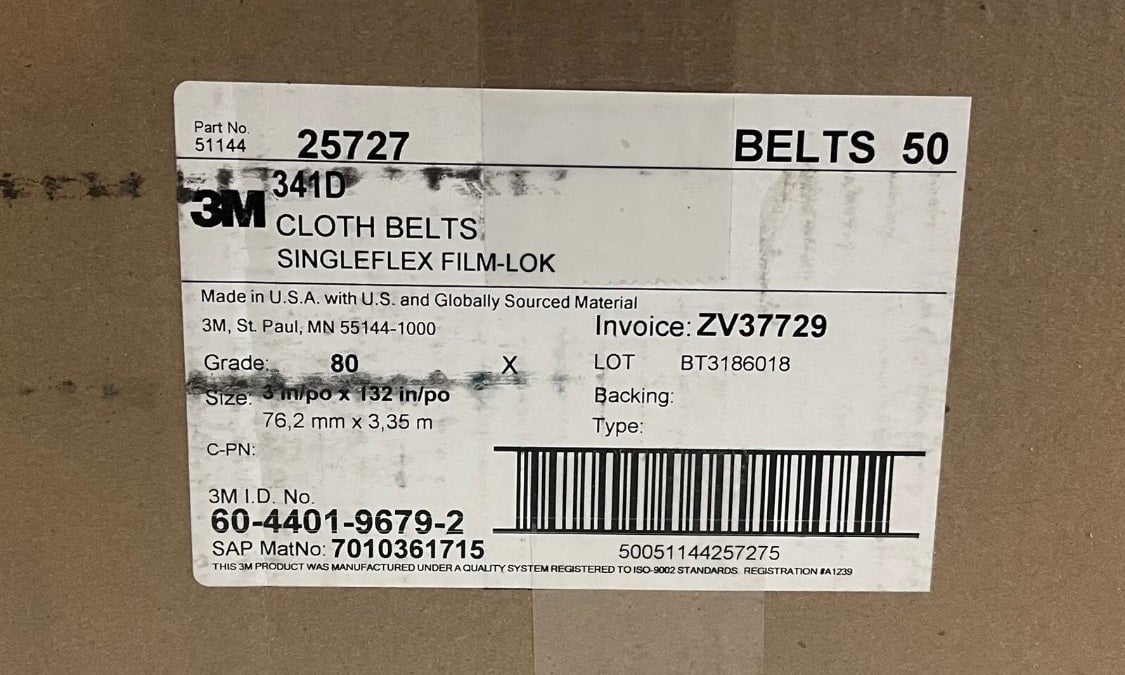 Part No.
51144 25727 BELTS 50
3M 341D
CLOTH BELTS
SINGLEFLEX FILM-LOK
Made in U.S.A. with U.S. and Globally Sourced Material
3M, St. Paul, MN 55144-1000 Invoice: ZV37729
Grade: 80 X LOT BT3186018
Size: 3 in/po x 132 in/po Backing:
76,2 mm x 3,35 m Type:
C-PN:
3M I.D. No.
60-4401-9679-2
SAP MatNo: 7010361715 50051144257275
THIS 3M PRODUCT WAS MANUFACTURED UNDER A QUALITY SYSTEM REGISTERED TO ISO-9002 STANDARDS. REGISTRATION #A1239